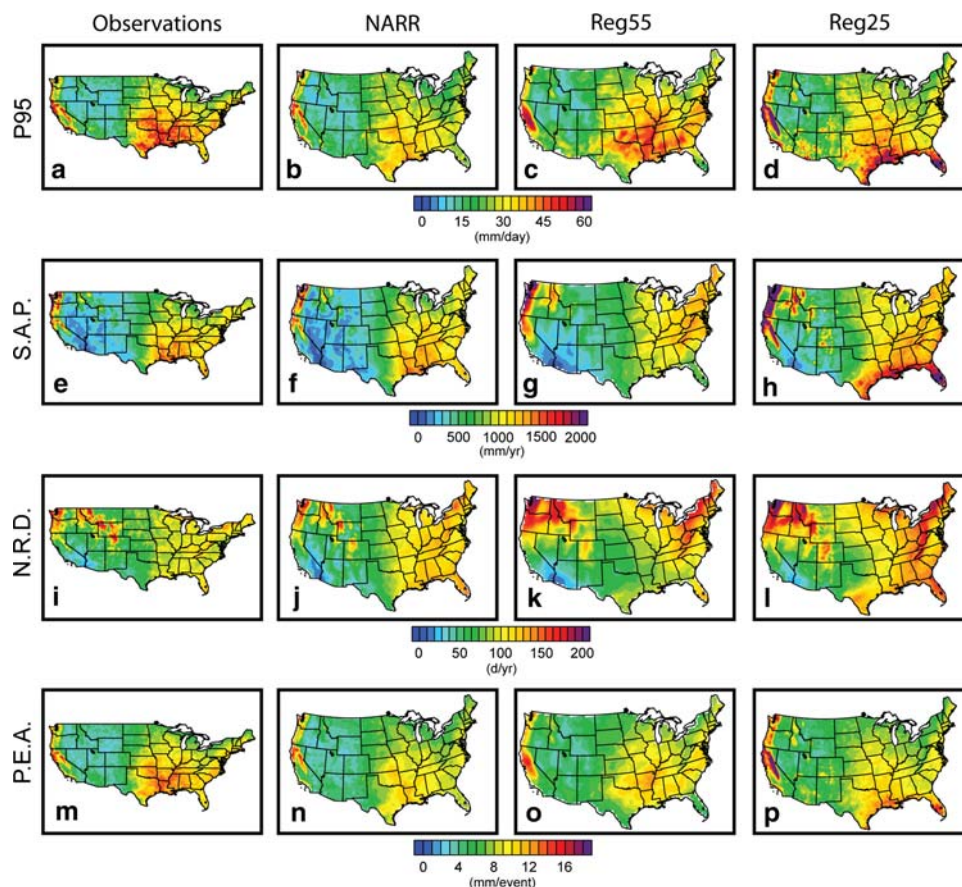 Observations NARR Reg55 Reg25
P95
a b c d
0 15 30 45 60
(mm/day)
S.A.P.
e f g h
0 500 1000 1500 2000
(mm/yr)
N.R.D.
i j k l
0 50 100 150 200
(d/yr)
P.E.A.
m n o p
0 4 8 12 16
(mm/event)